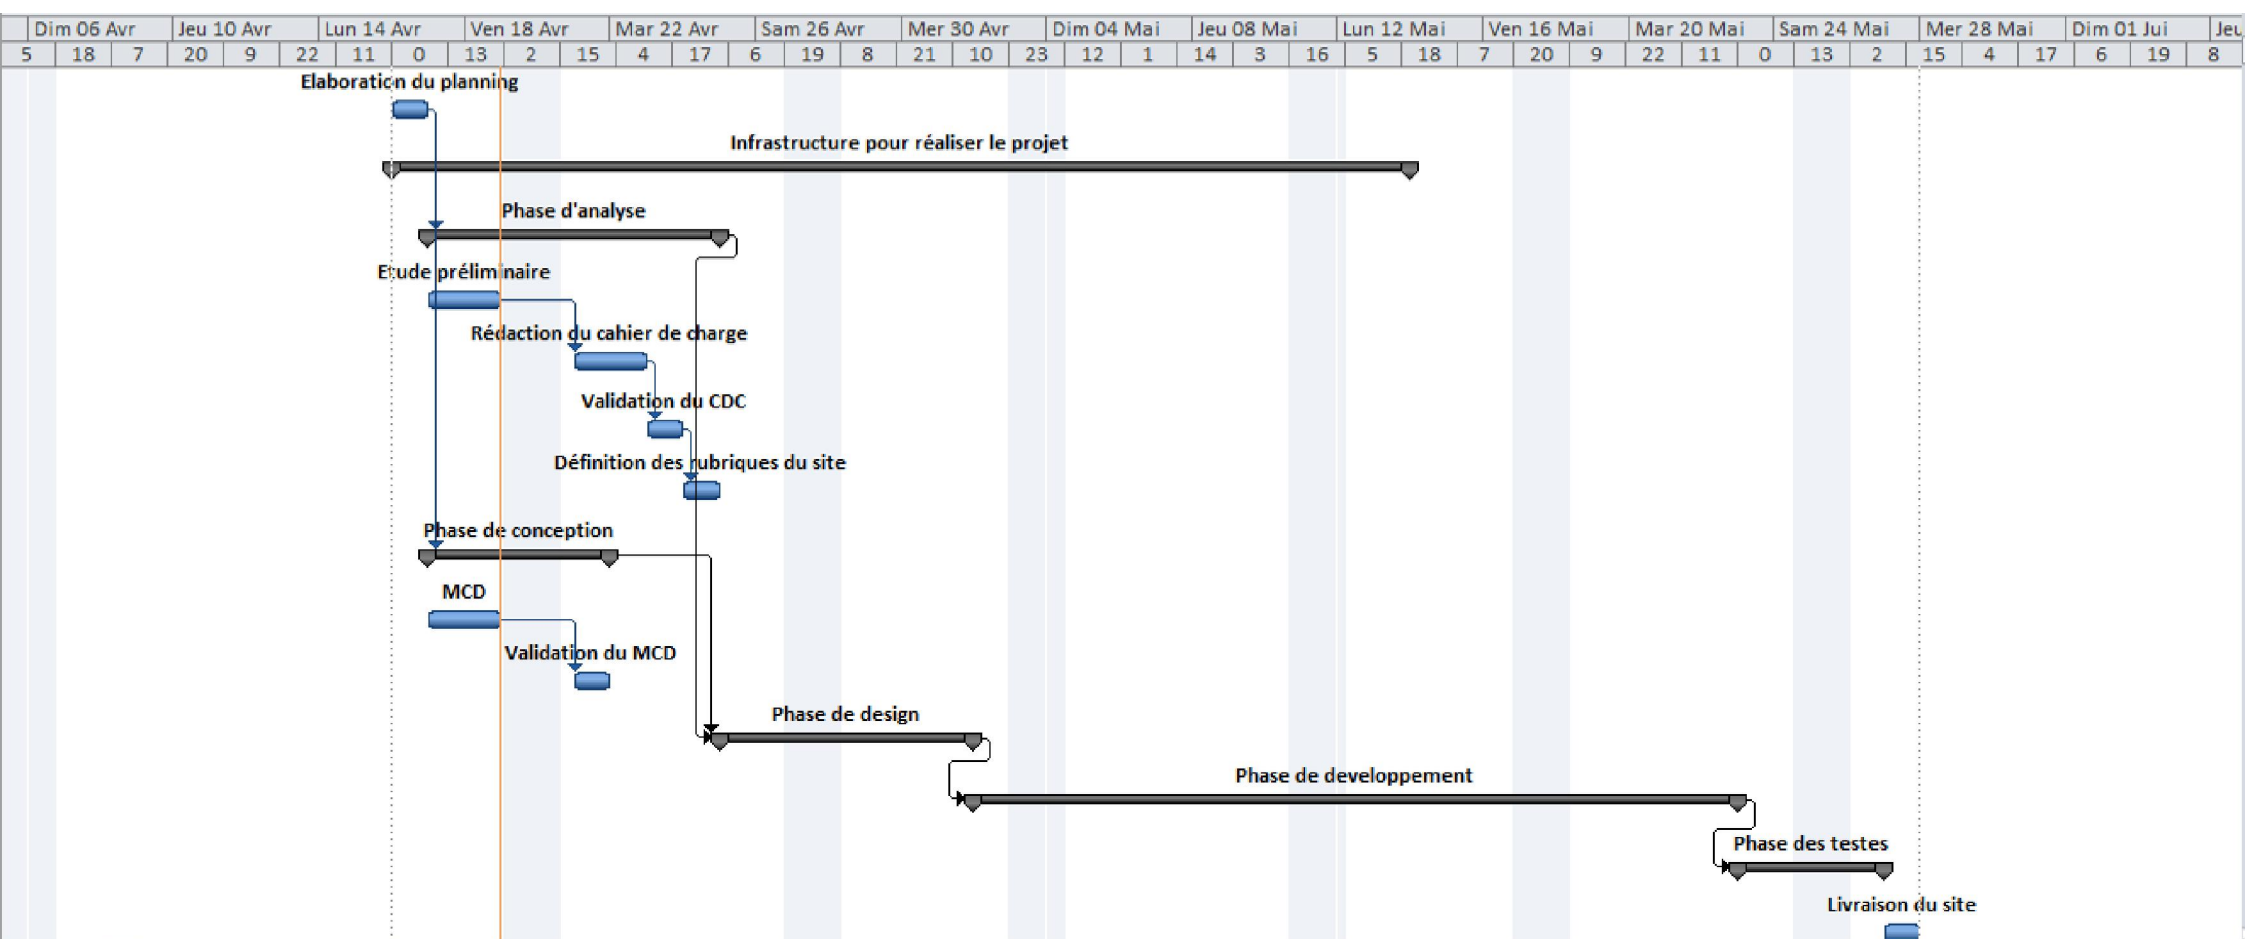 Dim 06 Avr Jeu 10 Avr Lun 14 Avr Ven 18 Avr Mar 22 Avr Sam 26 Avr Mer 30 Avr Dim 04 Mai Jeu 08 Mai Lun 12 Mai Ven 16 Mai Mar 20 Mai Sam 24 Mai Mer 28 Mai Dim 01 Jui Jeu
5 18 7 20 9 22 11 0 13 2 15 4 17 6 19 8 21 10 23 12 1 14 3 16 5 18 7 20 9 22 11 0 13 2 15 4 17 6 19 8
Elaboration du planning
Infrastructure pour réaliser le projet
Phase d'analyse
Etude préliminaire
Rédaction du cahier de charge
Validation du CDC
Définition des rubriques du site
Phase de conception
MCD
Validation du MCD
Phase de design
Phase de developpement
Phase des testes
Livraison du site